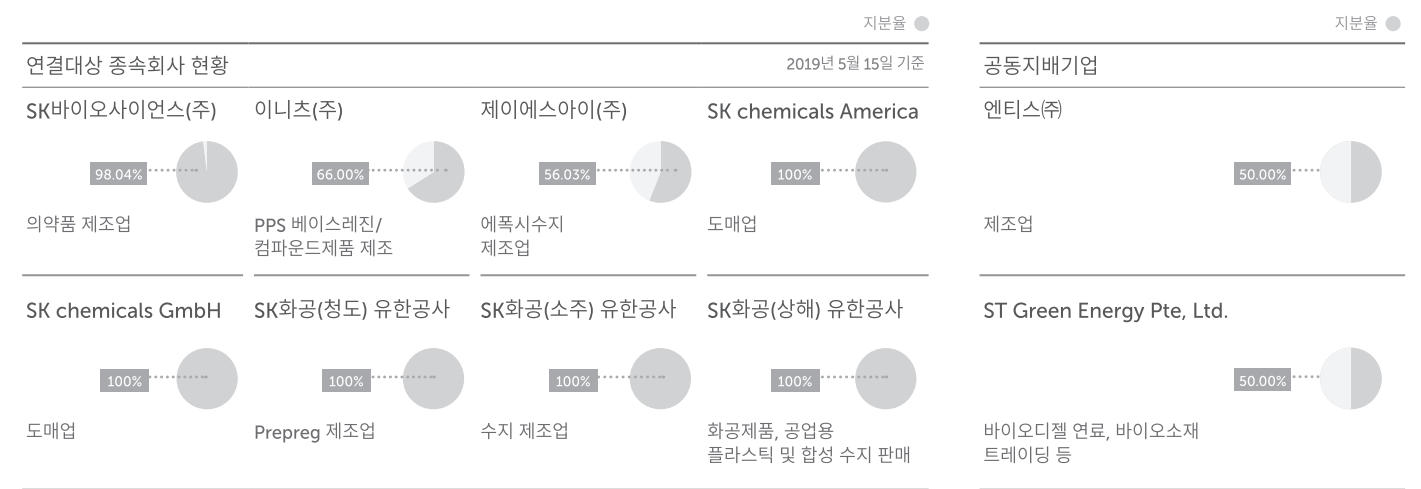 지분율
연결대상 종속회사 현황
2019년 5월 15일 기준
SK바이오사이언스(주)
98.04%
의약품 제조업
이니츠(주)
66.00%
PPS 베이스레진/
컴파운드제품 제조
제이에스아이(주)
56.03%
에폭시수지
제조업
SK chemicals America
100%
도매업
SK chemicals GmbH
100%
도매업
SK화공(청도) 유한공사
100%
Prepreg 제조업
SK화공(소주) 유한공사
100%
수지 제조업
SK화공(상해) 유한공사
100%
화공제품, 공업용
플라스틱 및 합성 수지 판매
지분율
공동지배기업
엔티스㈜
50.00%
제조업
ST Green Energy Pte, Ltd.
50.00%
바이오디젤 연료, 바이오소재
트레이딩 등